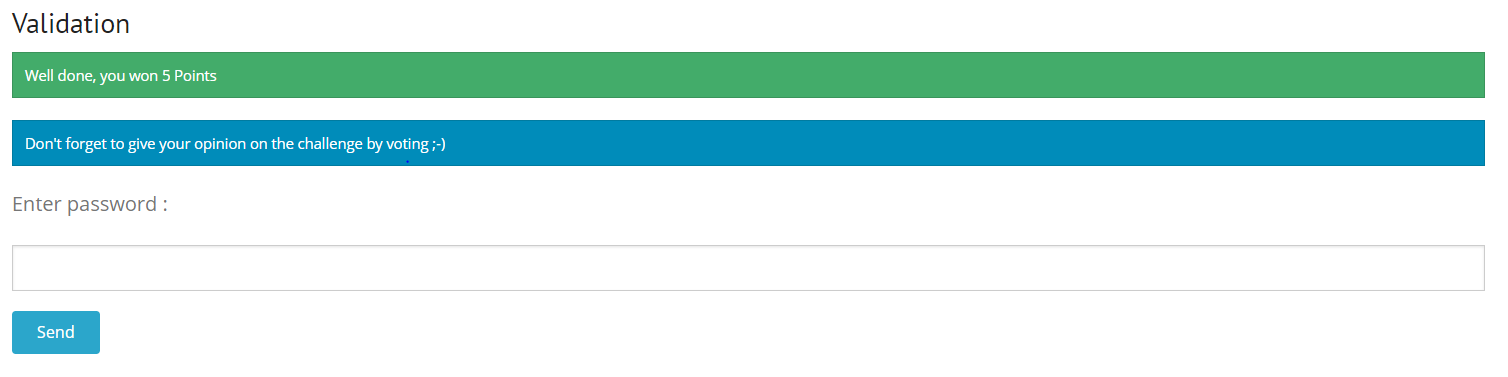 Validation
Well done, you won 5 Points
Don't forget to give your opinion on the challenge by voting ;-)
Enter password :
Send